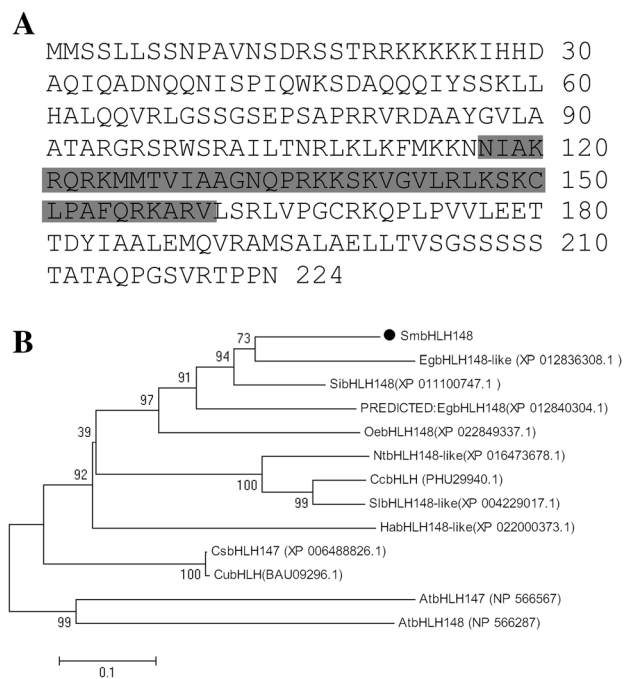 A
MMSSLLSSNPAVNSDRSSTRRKKKKKIHHD 30
AQIQADNQQNISPIQWKSDAQQQIYSSKLL 60
HALQQVRLGSSGSEPSAPRRVRDAAYGVLA 90
ATARGRSRWSRAILTNRLKLKFMKKNNIAK 120
RQRKMMTVIAAGNQPRKKSKVGVLRLKSKC 150
LPAFQRKARVLSRLVPGCRKQPLPVVLEET 180
TDYIAALEMQVRAMSALAELLTVSGSSSSS 210
TATAQPGSVRTPPN 224
B
73 SmbHLH148
94 EgbHLH148-like (XP 012836308.1 )
91 SibHLH148(XP 011100747.1 )
97 PREDICTED:EgbHLH148(XP 012840304.1)
OebHLH148(XP 022849337.1)
39
NtbHLH148-like(XP 016473678.1)
92 100 CcbHLH (PHU29940.1)
99 SlbHLH148-like(XP 004229017.1)
HabHLH148-like(XP 022000373.1)
CsbHLH147 (XP 006488826.1)
100 CubHLH(BAU09296.1)
AtbHLH147 (NP 566567)
99 AtbHLH148 (NP 566287)
0.1